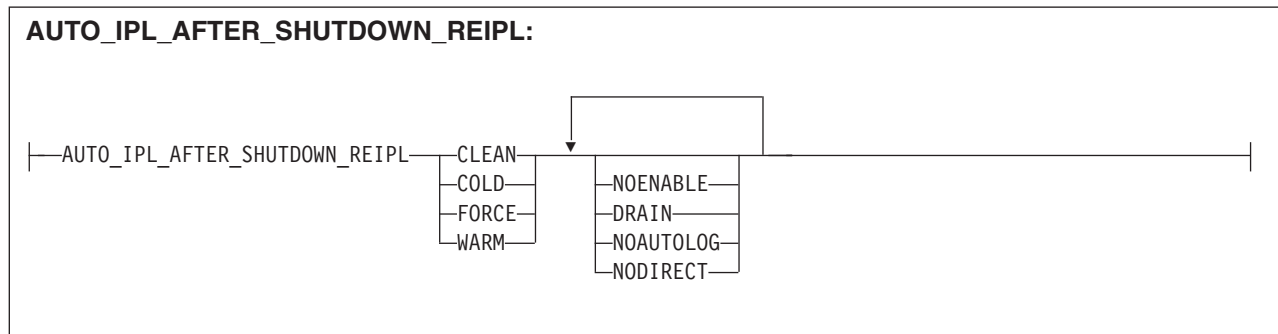 AUTO_IPL_AFTER_SHUTDOWN_REIPL:
AUTO_IPL_AFTER_SHUTDOWN_REIPL CLEAN
COLD NOENABLE
FORCE DRAIN
WARM NOAUTOLOG
NODIRECT